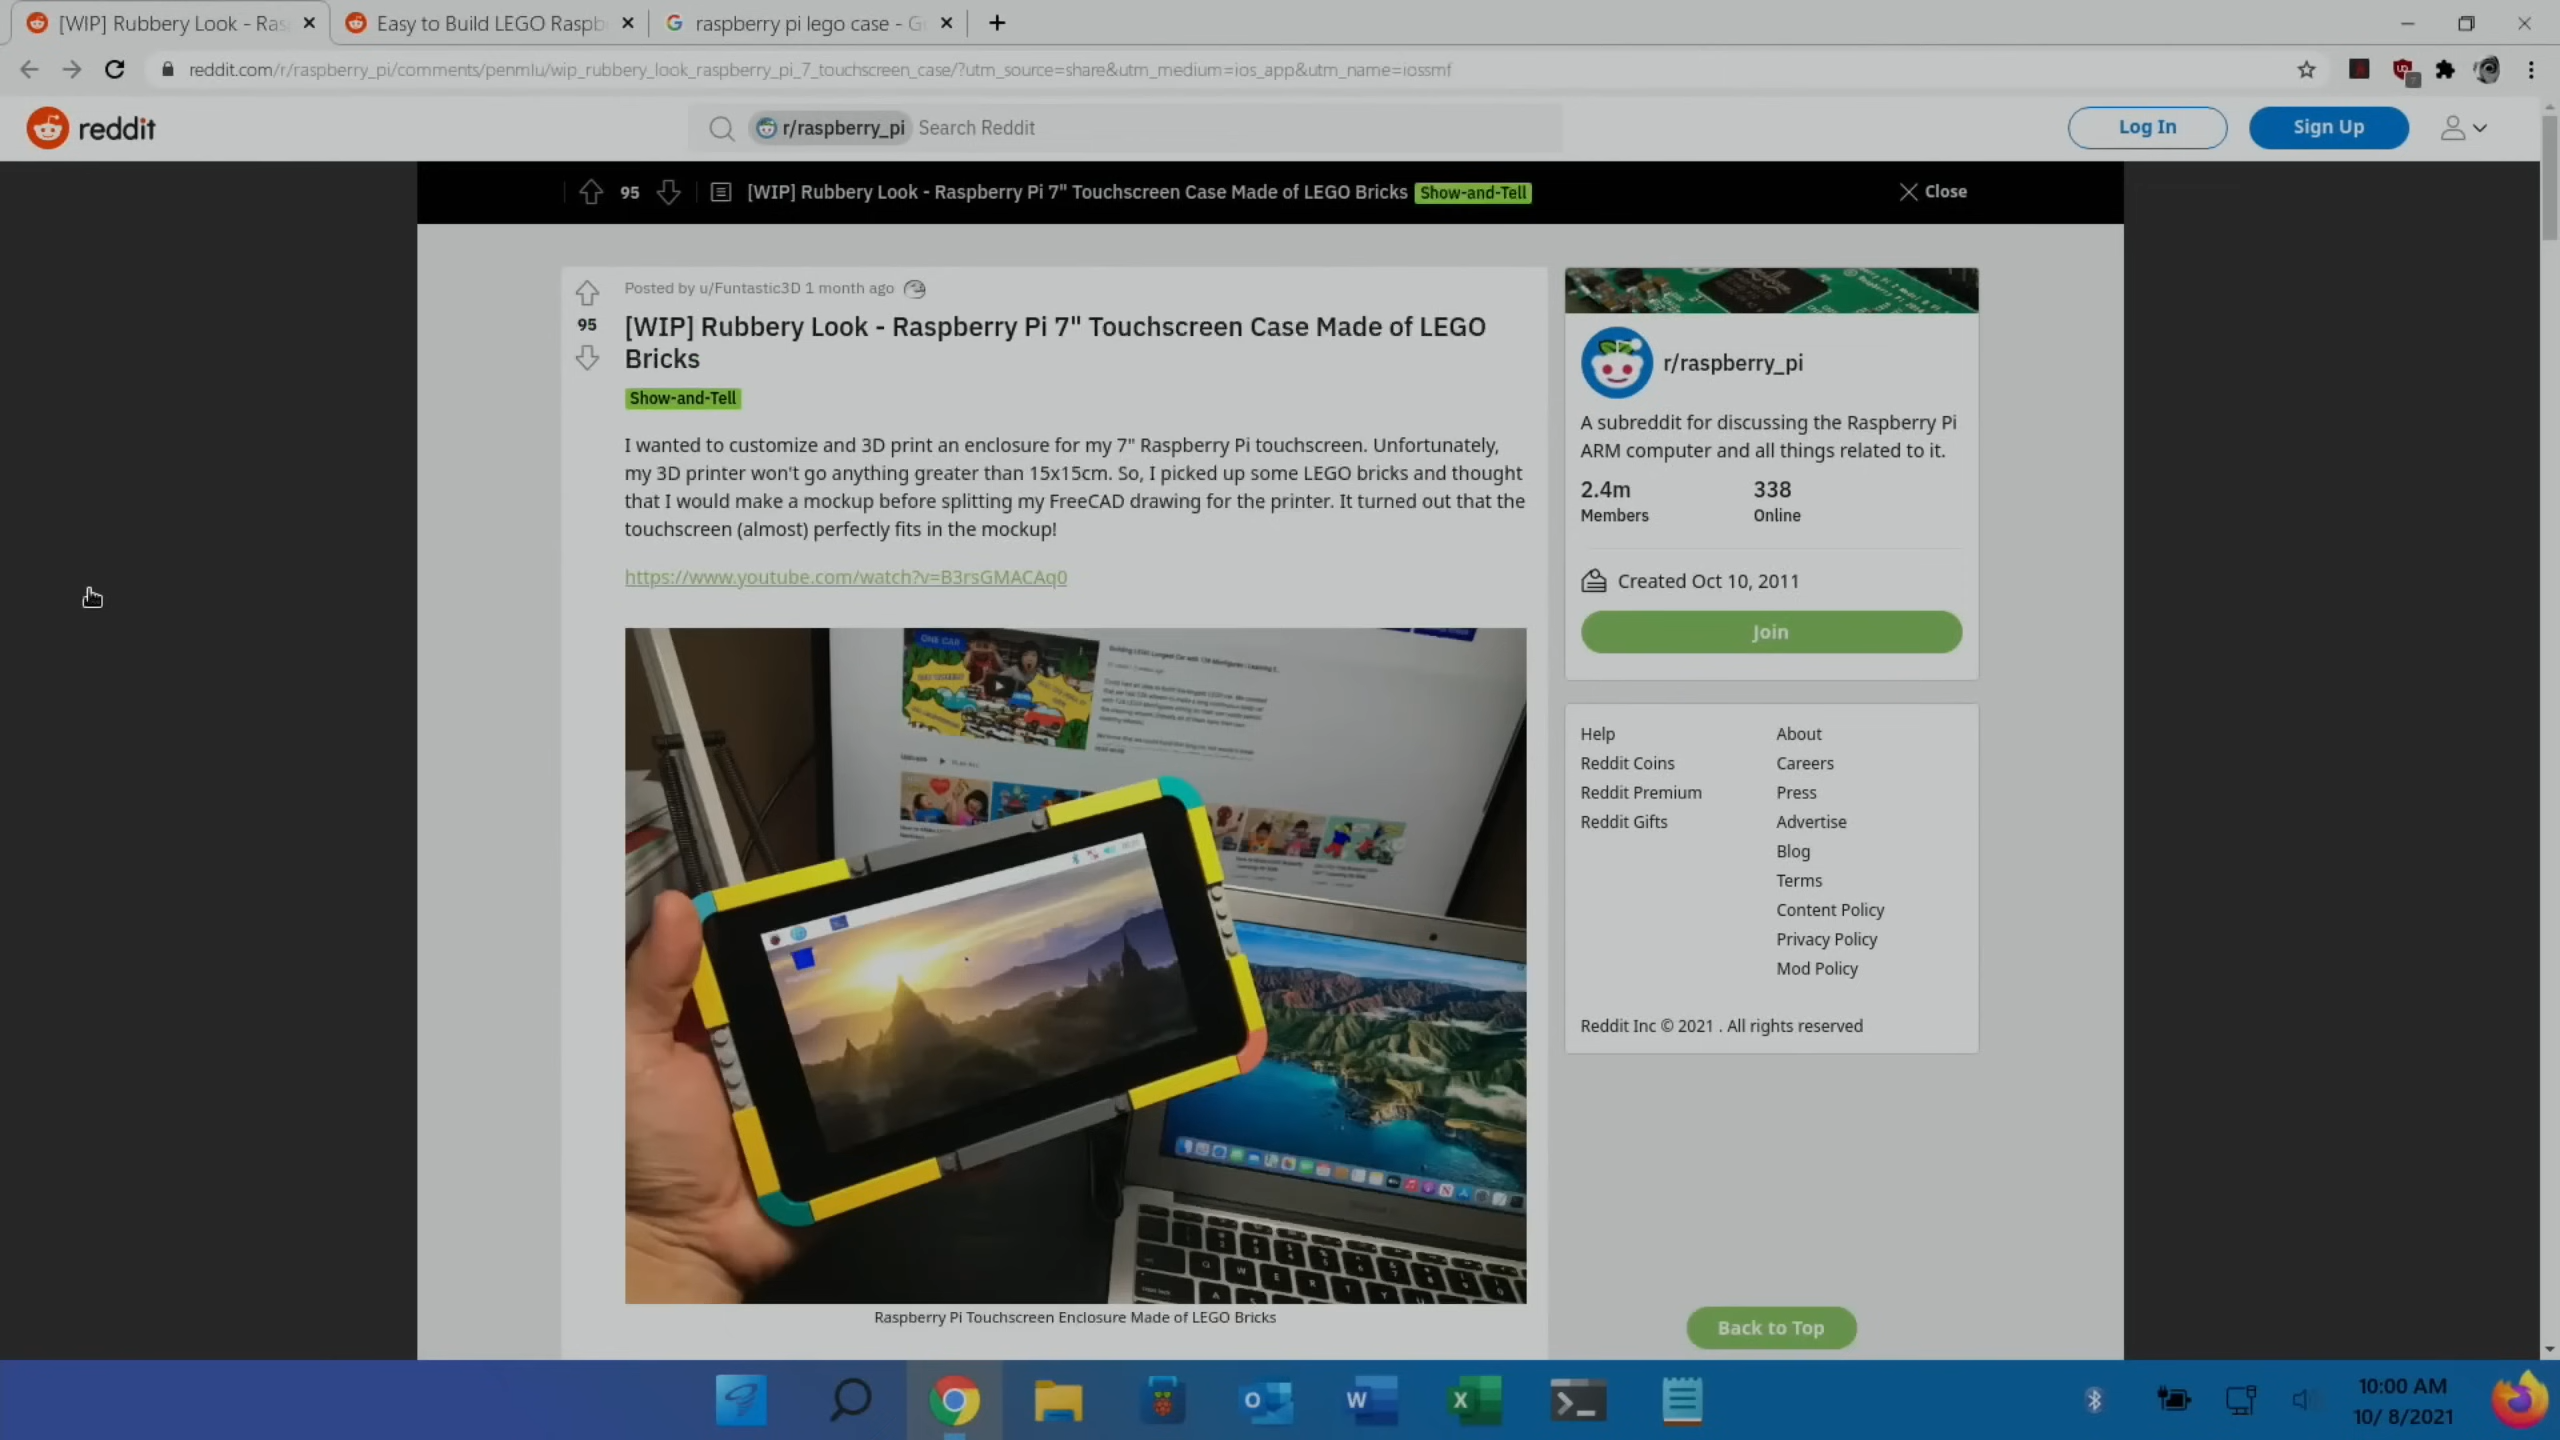 [WIP] Rubbery Look - Ras
Easy to Build LEGO Raspb
raspberry pi lego case - G
reddit.com/r/raspberry_pi/comments/penmlu/wip_rubbery_look_raspberry_pi_7_touchscreen_case/?utm_source=share&utm_medium=ios_app&utm_name=iossmf
reddit
r/raspberry_pi Search Reddit
Log In
Sign Up
95
[WIP] Rubbery Look - Raspberry Pi 7" Touchscreen Case Made of LEGO Bricks Show-and-Tell
Close
Posted by u/Funtastic3D 1 month ago
95
[WIP] Rubbery Look - Raspberry Pi 7" Touchscreen Case Made of LEGO
Bricks
Show-and-Tell
I wanted to customize and 3D print an enclosure for my 7" Raspberry Pi touchscreen. Unfortunately,
my 3D printer won't go anything greater than 15x15cm. So, I picked up some LEGO bricks and thought
that I would make a mockup before splitting my FreeCAD drawing for the printer. It turned out that the
touchscreen (almost) perfectly fits in the mockup!
https://www.youtube.com/watch?v=B3rsGMACAq0
ONE CAR
Raspberry Pi Touchscreen Enclosure Made of LEGO Bricks
r/raspberry_pi
A subreddit for discussing the Raspberry Pi
ARM computer and all things related to it.
2.4m 338
Members Online
Created Oct 10, 2011
Join
Help About
Reddit Coins Careers
Reddit Premium Press
Reddit Gifts Advertise
Blog
Terms
Content Policy
Privacy Policy
Mod Policy
Reddit Inc © 2021 . All rights reserved
Back to Top
10:00 AM
10/ 8/2021